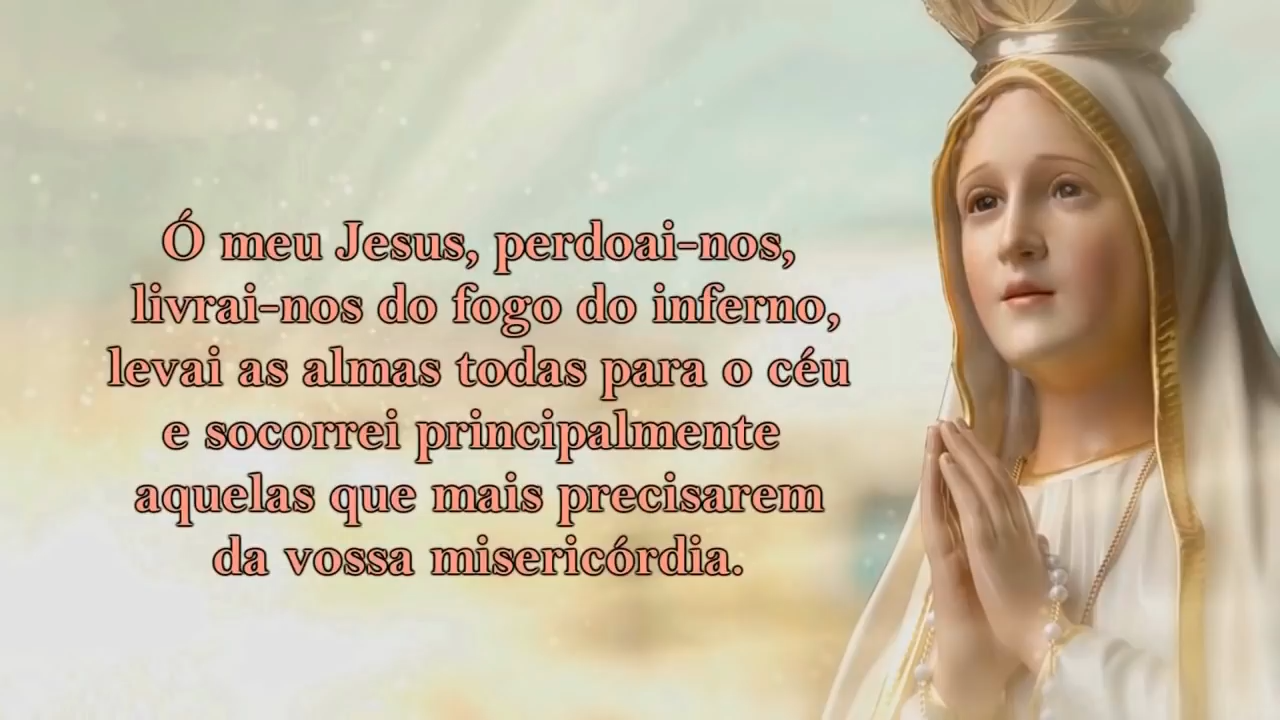 Ó meu Jesus, perdoai-nos,
livrai-nos do fogo do inferno,
levai as almas todas para o céu
e socorrei principalmente
aquelas que mais precisarem
da vossa misericórdia.